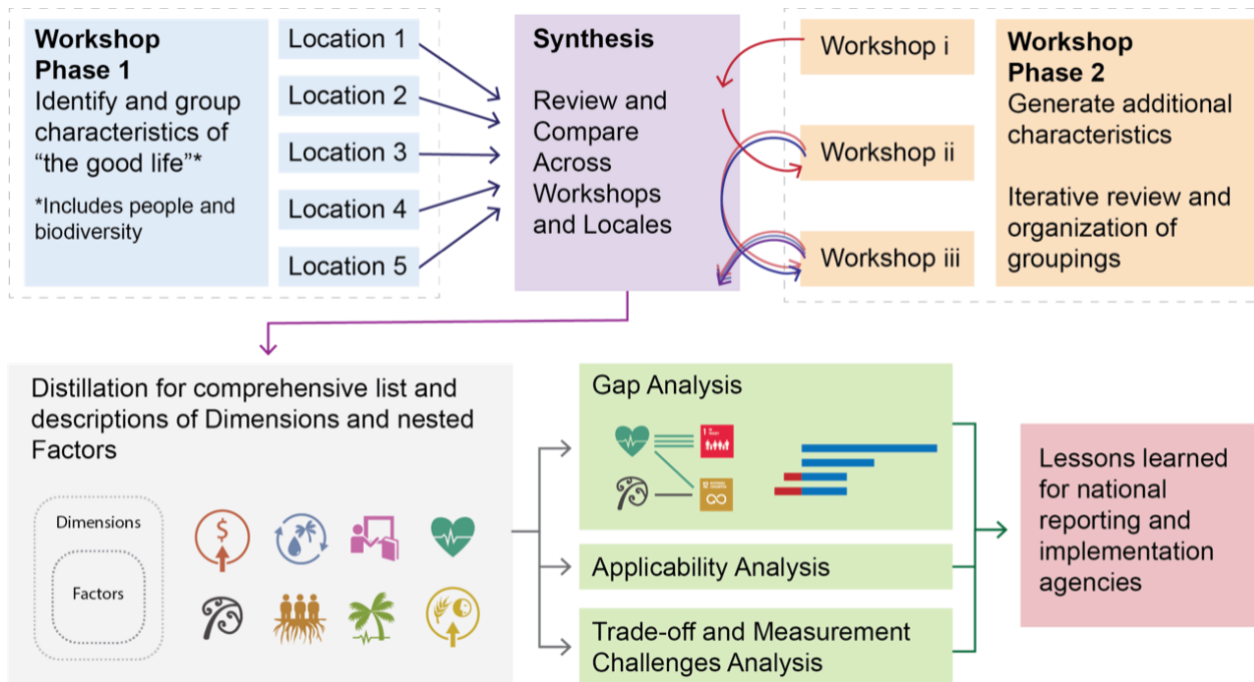 Workshop
Phase 1
Identify and group
characteristics of
“the good life”*
*Includes people and
biodiversity
Location 1
Location 2
Location 3
Location 4
Location 5
Synthesis
Review and
Compare
Across
Workshops
and Locales
Workshop i
Workshop ii
Workshop iii
Workshop
Phase 2
Generate additional
characteristics
Iterative review and
organization of
groupings
Distillation for comprehensive list and
descriptions of Dimensions and nested
Factors
Dimensions
Factors
$
Gap Analysis
1
Applicability Analysis
Trade-off and Measurement
Challenges Analysis
Lessons learned
for national
reporting and
implementation
agencies